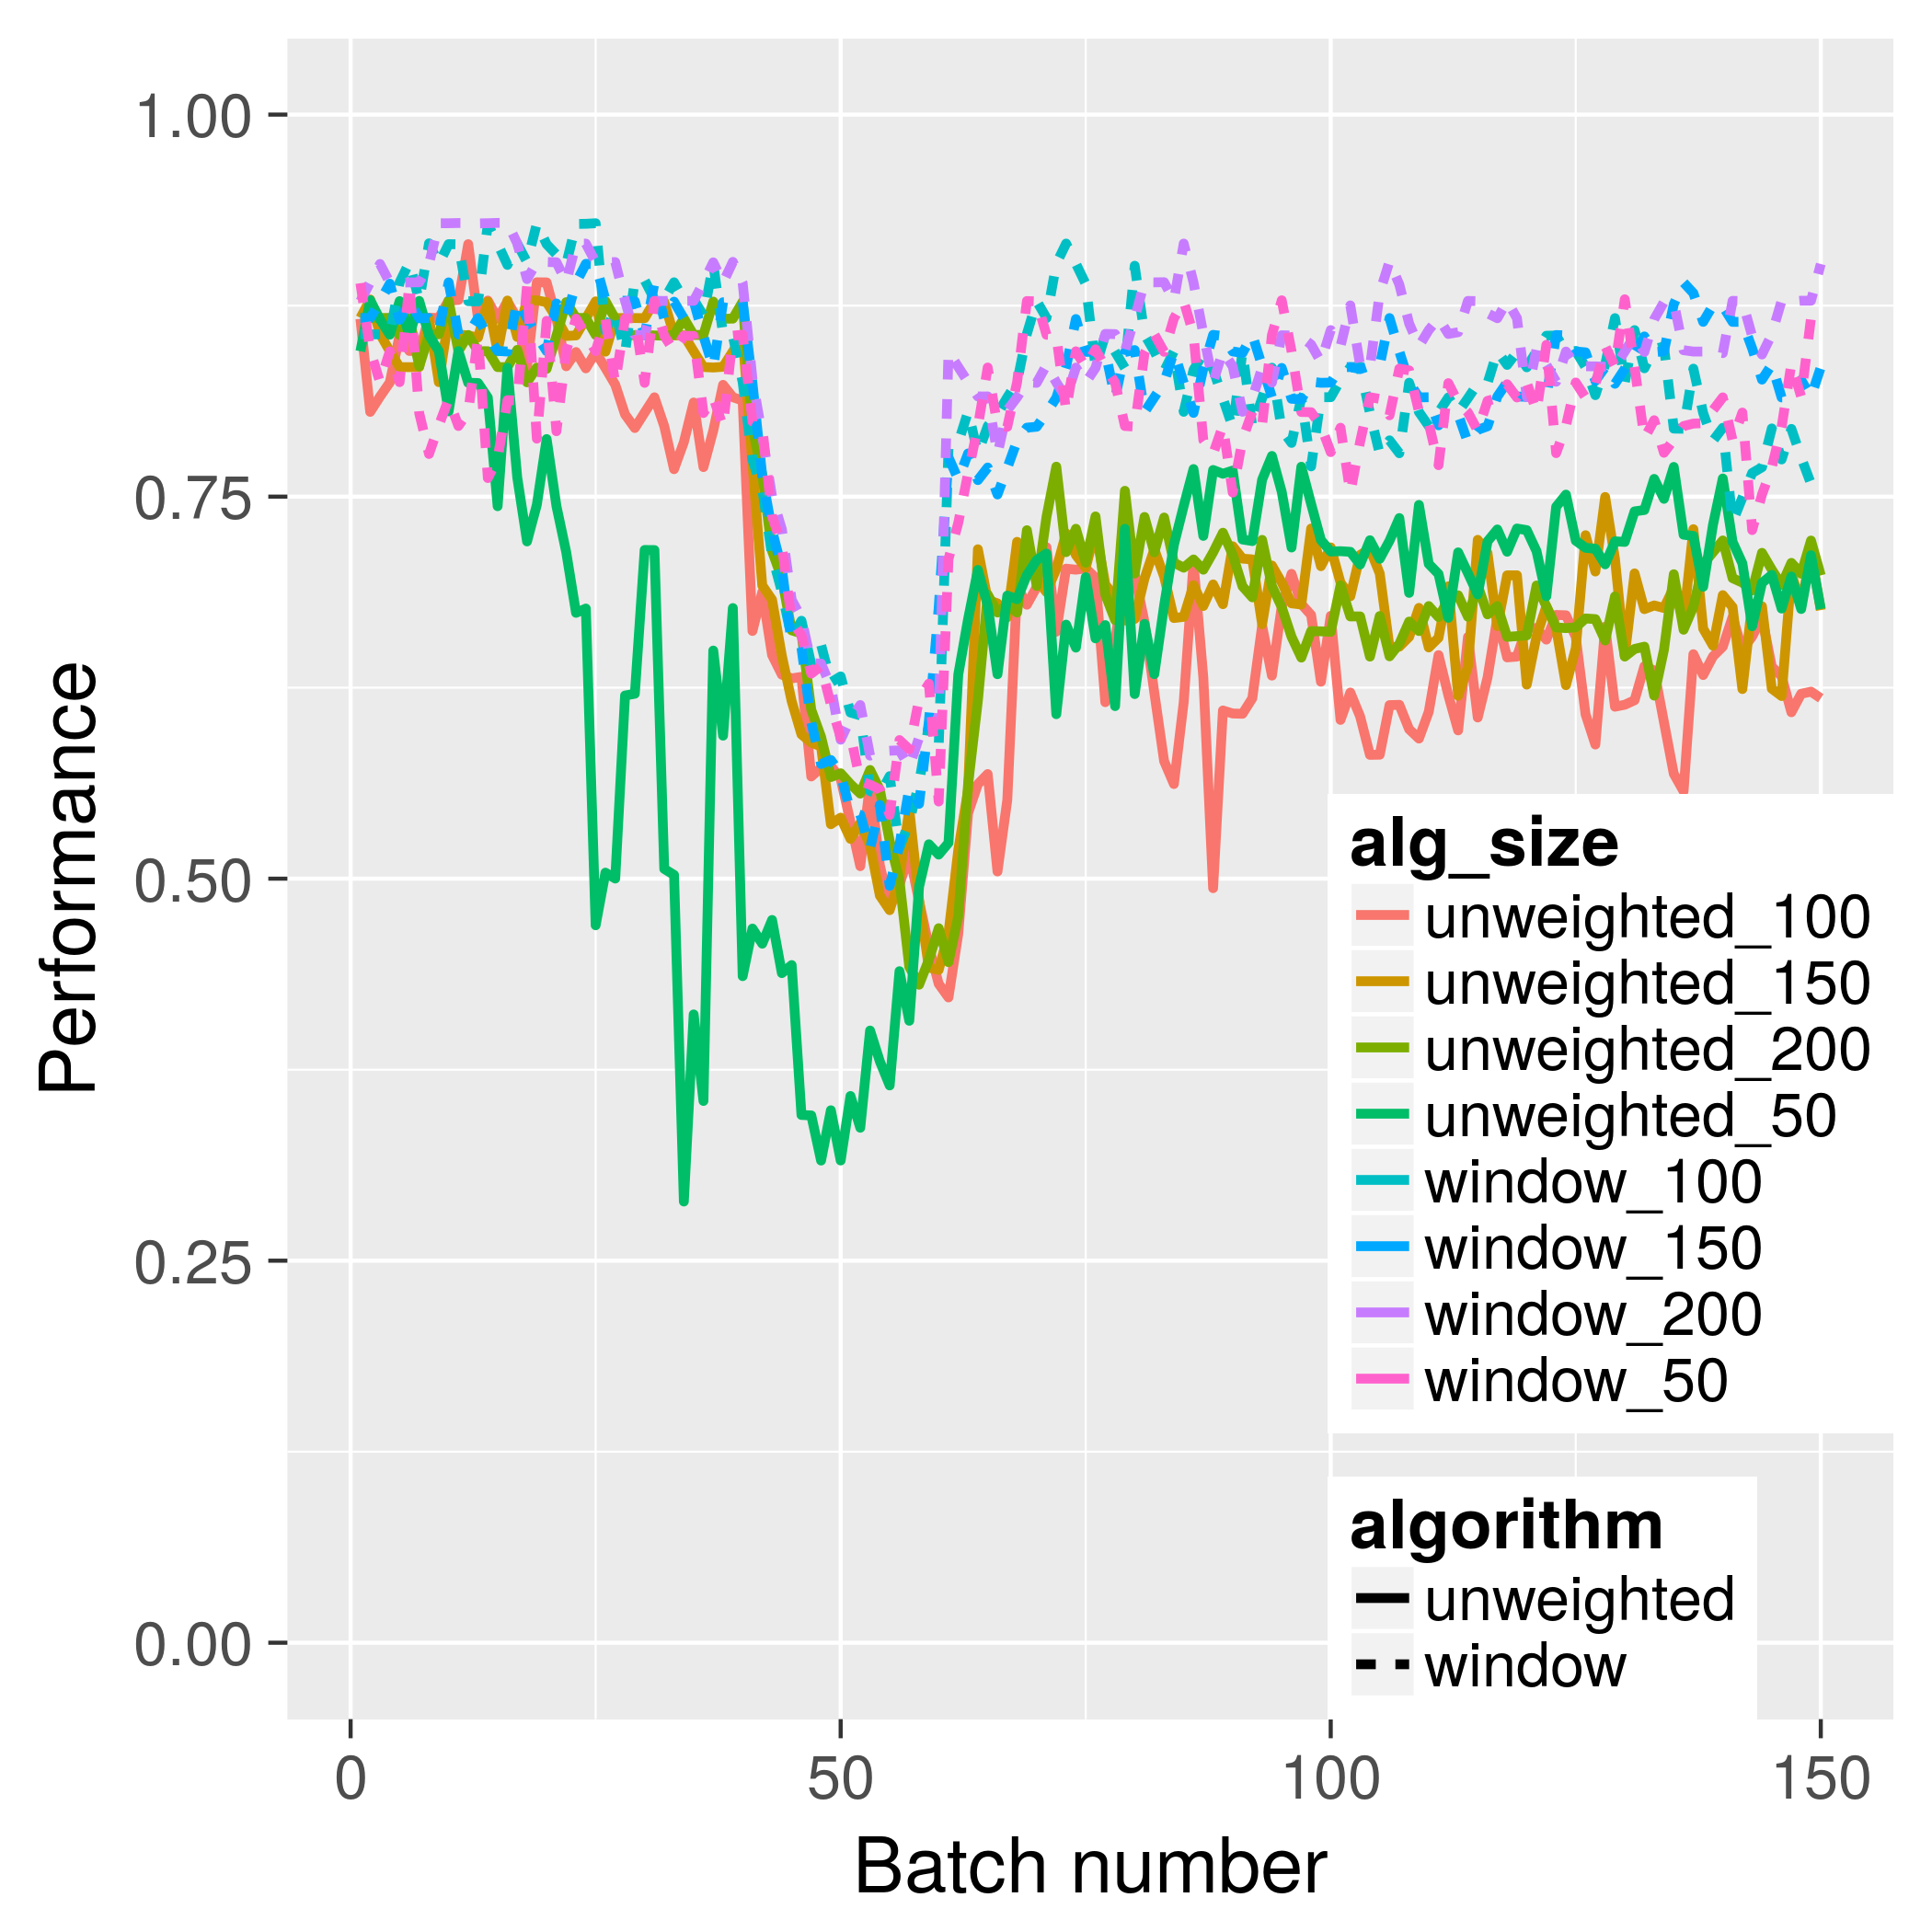 1.00
0.75
0.50
0.25
0.00
Performance
0
50
100
150
Batch number
alg_size
unweighted_100
unweighted_150
unweighted_200
unweighted_50
window_100
window_150
window_200
window_50
algorithm
unweighted
window